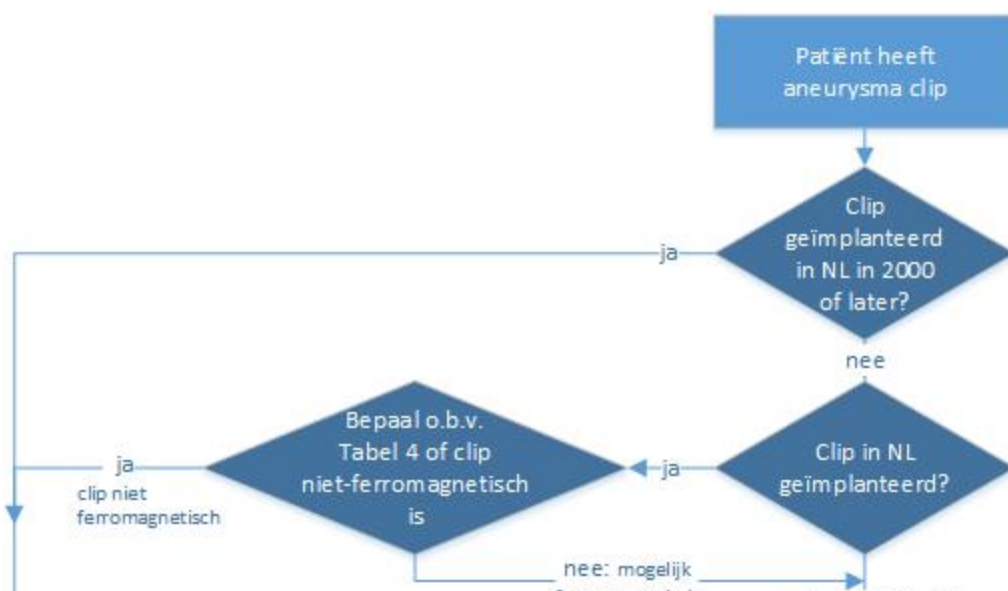 Patiënt heeft
aneurysma clip
Clip
geïmplanteerd
in NL in 2000
of later?
ja
nee
Bepaal o.b.v.
Tabel 4 of clip
niet-ferromagnetisch
is
Clip in NL
geïmplanteerd?
ja
ja
clip niet
ferromagnetisch
nee: mogelijk